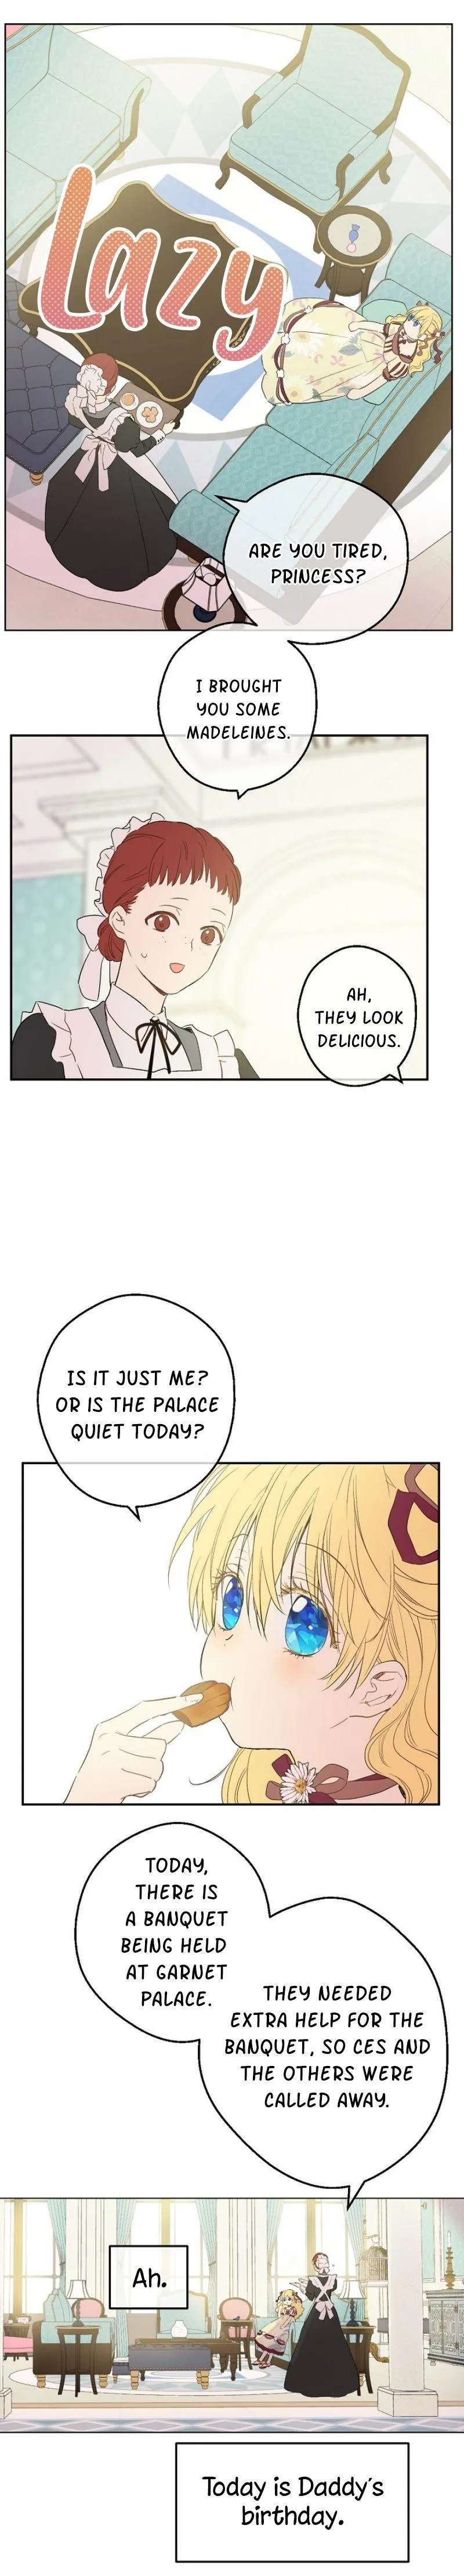 Lazy
ARE YOU TIRED,
PRINCESS?
I BROUGHT
YOU SOME
MADELEINES.
AH,
THEY LOOK
DELICIOUS.
IS IT JUST ME?
OR IS THE PALACE
QUIET TODAY?
TODAY,
THERE IS
A BANQUET
BEING HELD
AT GARNET
PALACE.
THEY NEEDED
EXTRA HELP FOR THE
BANQUET, SO CES AND
THE OTHERS WERE
CALLED AWAY.
Ah.
Today is Daddy's
birthday.